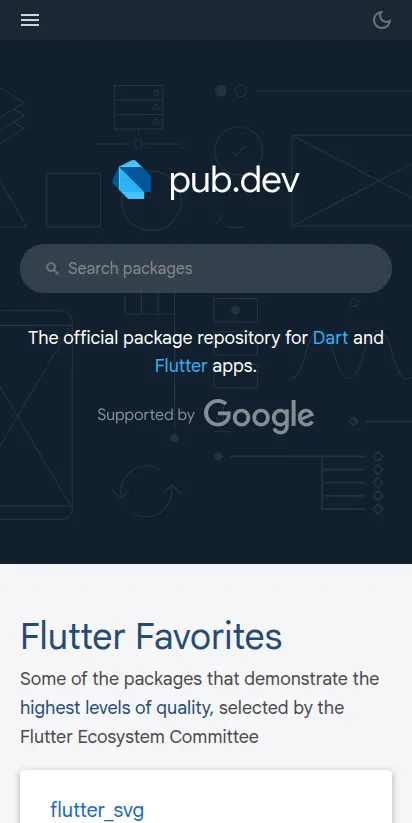 pub.dev
Search packages
The official package repository for Dart and
Flutter apps.
Supported by Google
Flutter Favorites
Some of the packages that demonstrate the
highest levels of quality, selected by the
Flutter Ecosystem Committee
flutter_svg